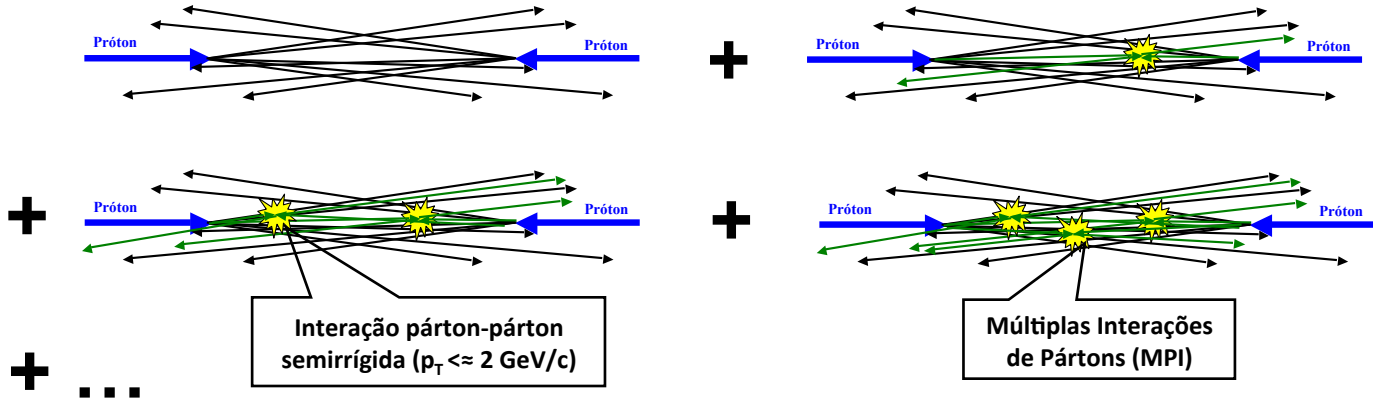 Próton Próton
+ Próton Próton
+ Próton Próton
+ Próton Próton
Interação párton-párton
semirrígida (pT <≈ 2 GeV/c)
Múltiplas Interações
de Pártons (MPI)
+ ...